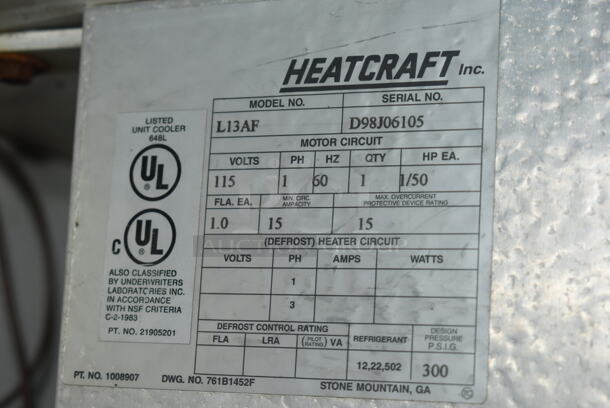 HEATCRAFT Inc.
LISTED
UNIT COOLER
648L
UL
®
C UL
®
ALSO CLASSIFIED
BY UNDERWRITERS
LABORATORIES INC.
IN ACCORDANCE
WITH NSF CRITERIA
C-2-1983
PT. NO. 21905201
MODEL NO. SERIAL NO.
L13AF D98J06105
MOTOR CIRCUIT
VOLTS PH HZ QTY HP EA.
115 1 60 1 1/50
FLA. EA. MIN. CIRC. AMPACITY MAX. OVERCURRENT PROTECTIVE DEVICE RATING
1.0 15 15
(DEFROST) HEATER CIRCUIT
VOLTS PH AMPS WATTS
1
3
DEFROST CONTROL RATING
FLA LRA (PILOT RATING) VA REFRIGERANT DESIGN PRESSURE P.S.I.G.
12,22,502 300
PT. NO. 1008907 DWG. NO. 761B1452F STONE MOUNTAIN, GA